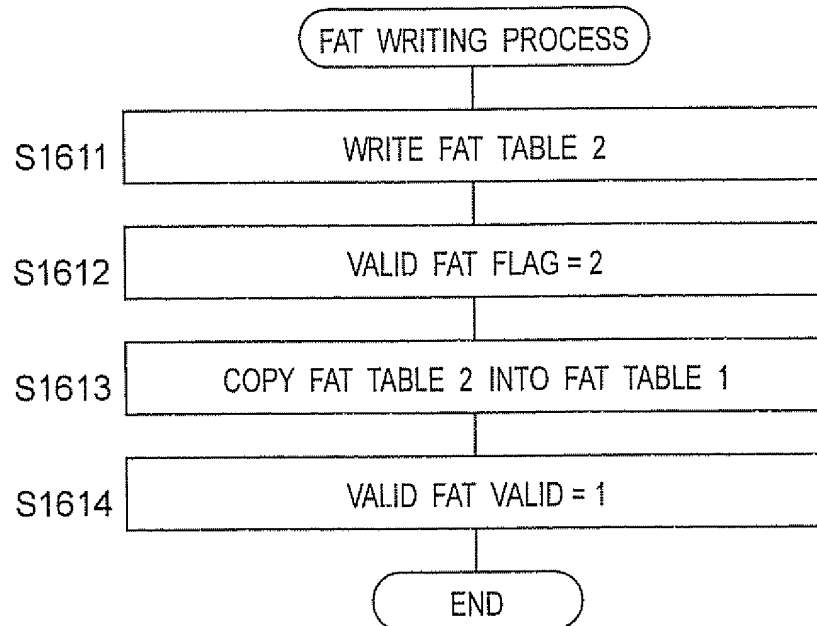 FAT WRITING PROCESS
S1611 WRITE FAT TABLE 2
S1612 VALID FAT FLAG = 2
S1613 COPY FAT TABLE 2 INTO FAT TABLE 1
S1614 VALID FAT VALID = 1
END